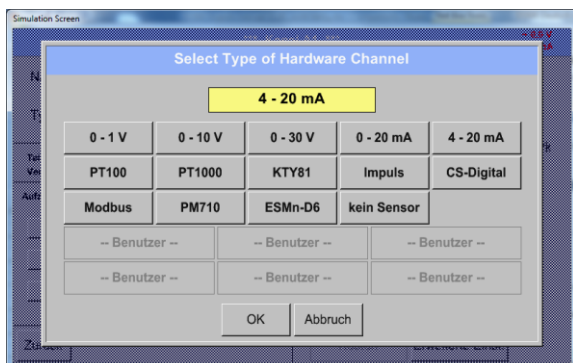 Simulation Screen
*** Kanal A1 ***
Select Type of Hardware Channel
4 - 20 mA
0 - 1 V 0 - 10 V 0 - 30 V 0 - 20 mA 4 - 20 mA
PT100 PT1000 KTY81 Impuls CS-Digital
Modbus PM710 ESMn-D6 kein Sensor
-- Benutzer -- -- Benutzer -- -- Benutzer --
-- Benutzer -- -- Benutzer -- -- Benutzer --
OK Abbruch